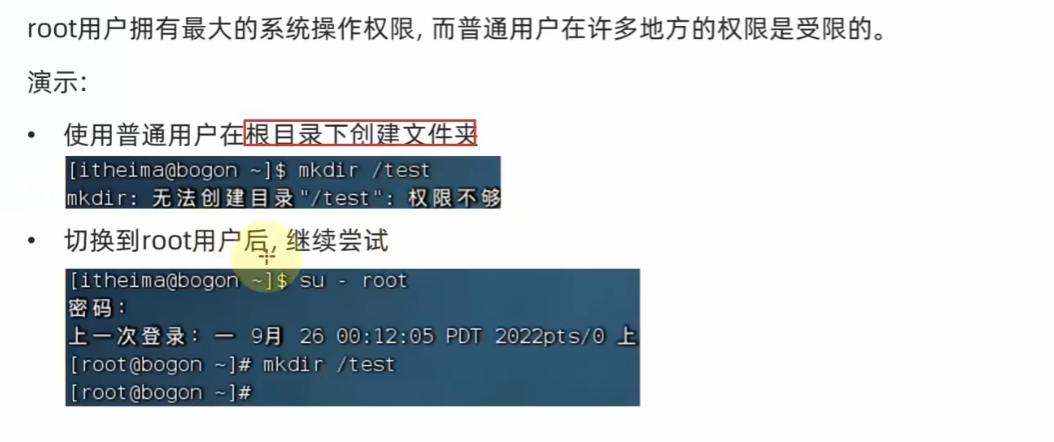 root用户拥有最大的系统操作权限, 而普通用户在许多地方的权限是受限的。
演示:
• 使用普通用户在根目录下创建文件夹
[itheima@bogon ~]$ mkdir /test
mkdir: 无法创建目录"/test": 权限不够
• 切换到root用户后, 继续尝试
[itheima@bogon ~]$ su - root
密码:
上一次登录: 一 9月 26 00:12:05 PDT 2022pts/0 上
[root@bogon ~]# mkdir /test
[root@bogon ~]#